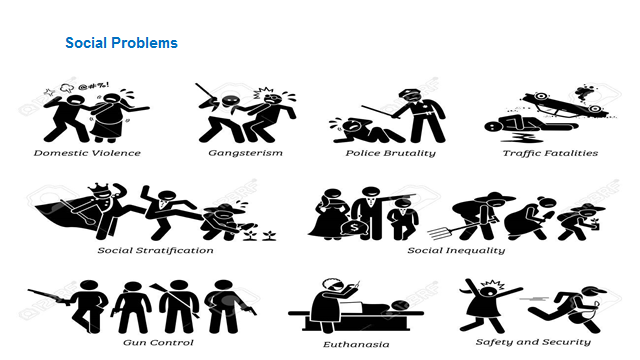 Social Problems
@#%!
Domestic Violence
Gangsterism
Police Brutality
Traffic Fatalities
Social Stratification
$
Social Inequality
Gun Control
Euthanasia
Safety and Security